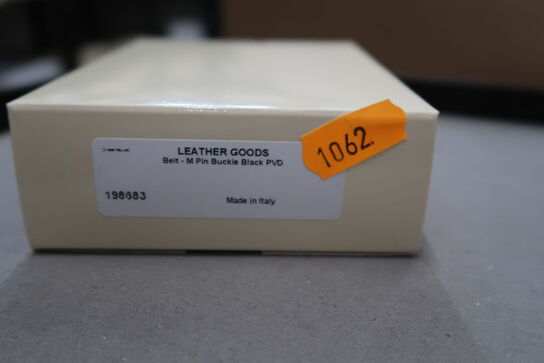 LEATHER GOODS
Belt - M Pin Buckle Black PVD
198683
Made in Italy
1062.